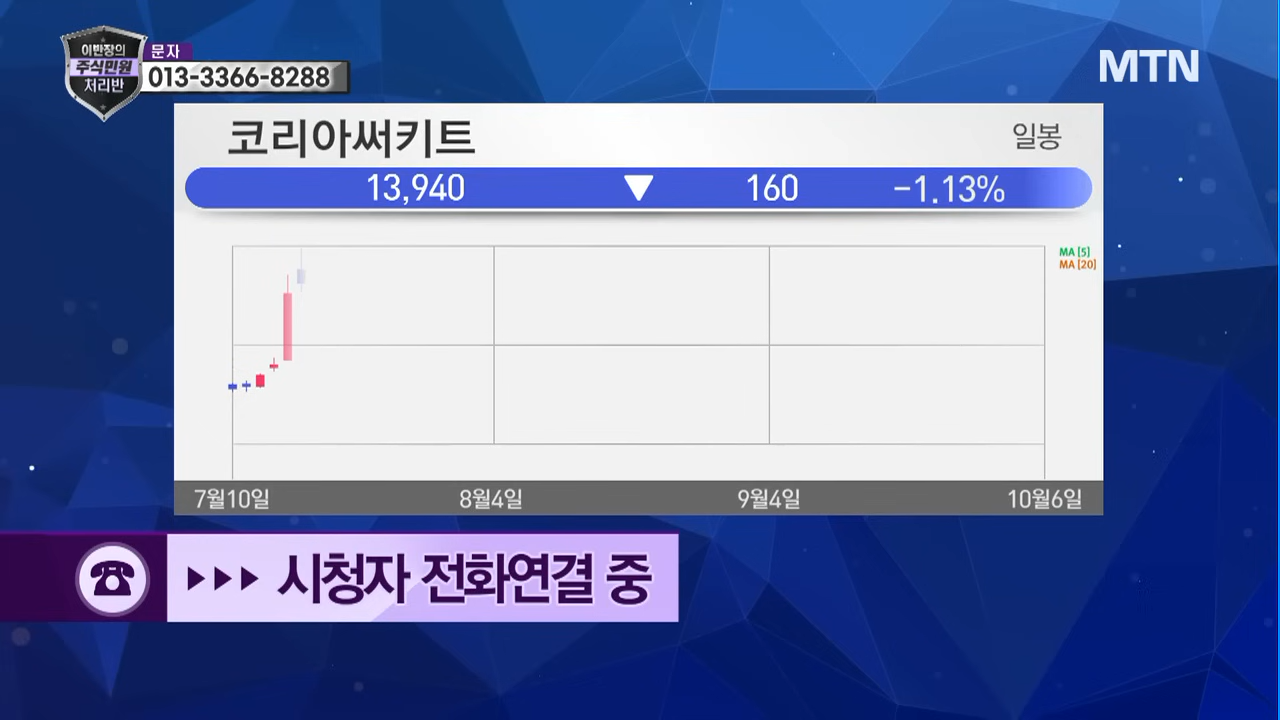 이반장의
주식민원
처리반
문자
013-3366-8288
MTN
코리아써키트
일봉
13,940 ▼ 160 -1.13%
MA [5]
MA [20]
7월10일 8월4일 9월4일 10월6일
▶▶▶ 시청자 전화연결 중